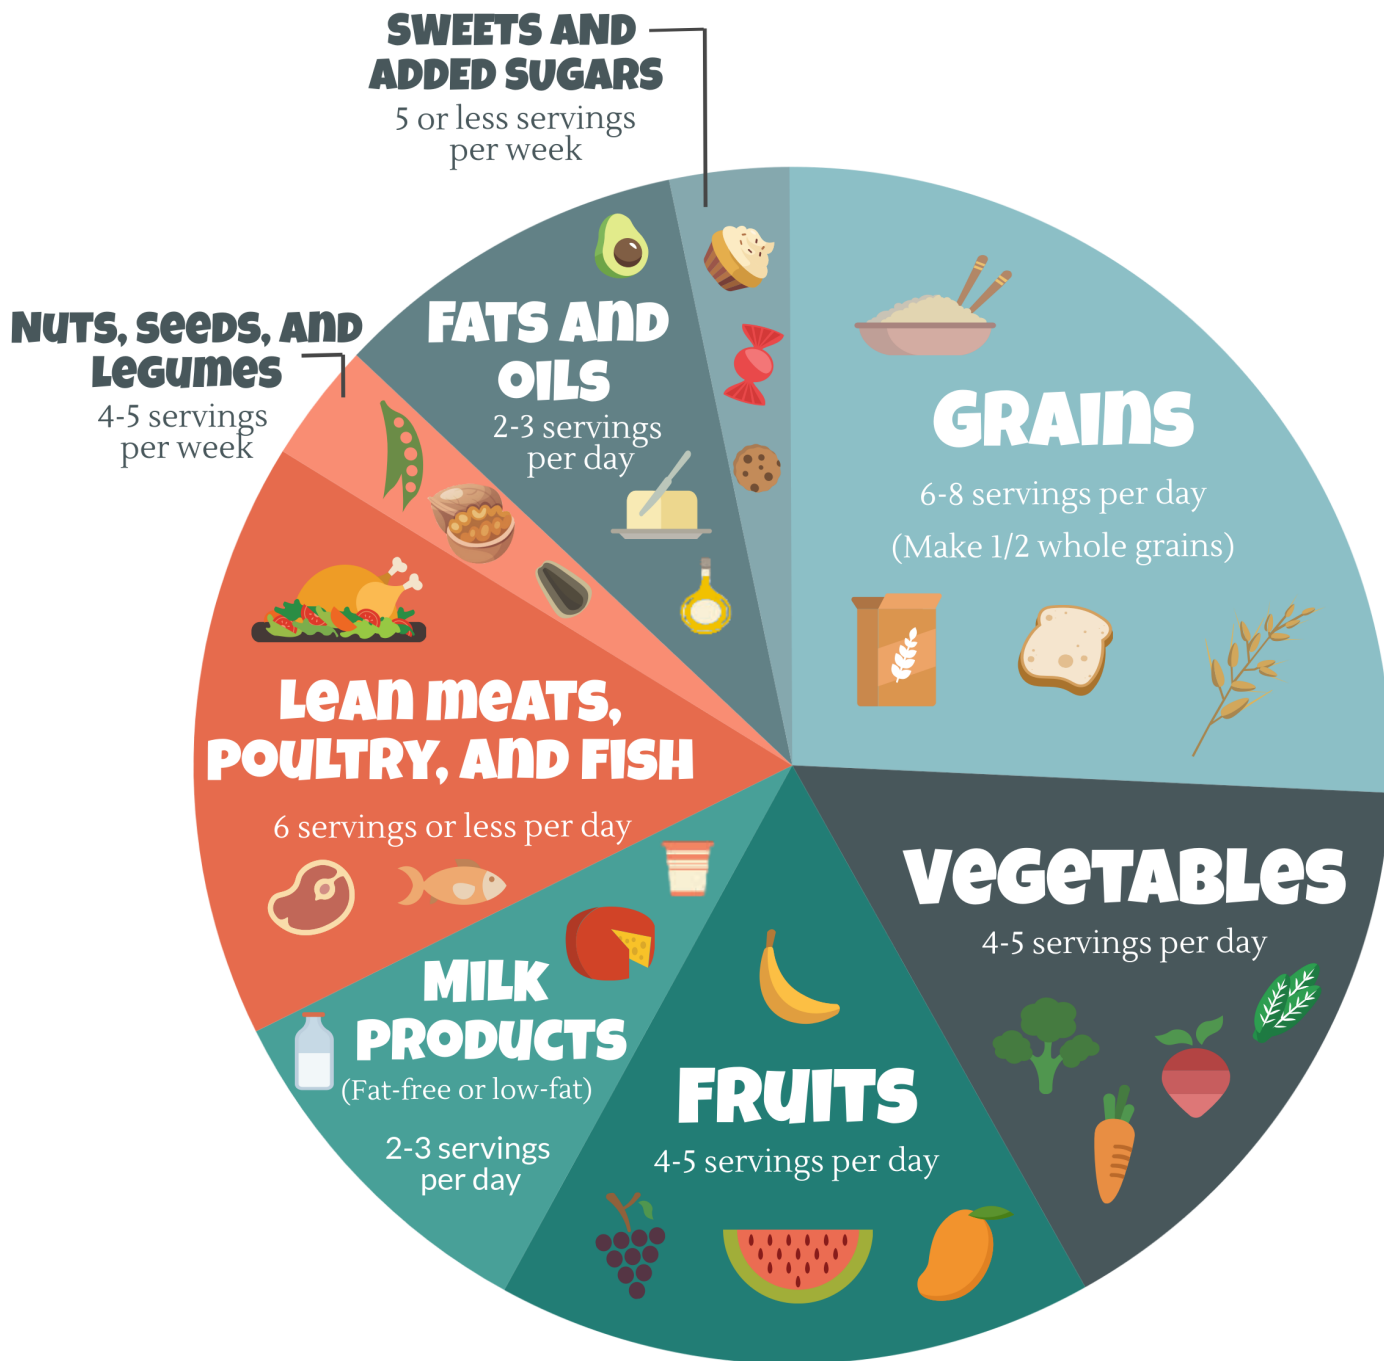 SWEETS AND
ADDED SUGARS
5 or less servings
per week
NUTS, SEEDS, AND
LEGUMES
4-5 servings
per week
FATS AND
OILS
2-3 servings
per day
GRAINS
6-8 servings per day
(Make 1/2 whole grains)
LEAN MEATS,
POULTRY, AND FISH
6 servings or less per day
VEGETABLES
4-5 servings per day
MILK
PRODUCTS
(Fat-free or low-fat)
2-3 servings
per day
FRUITS
4-5 servings per day